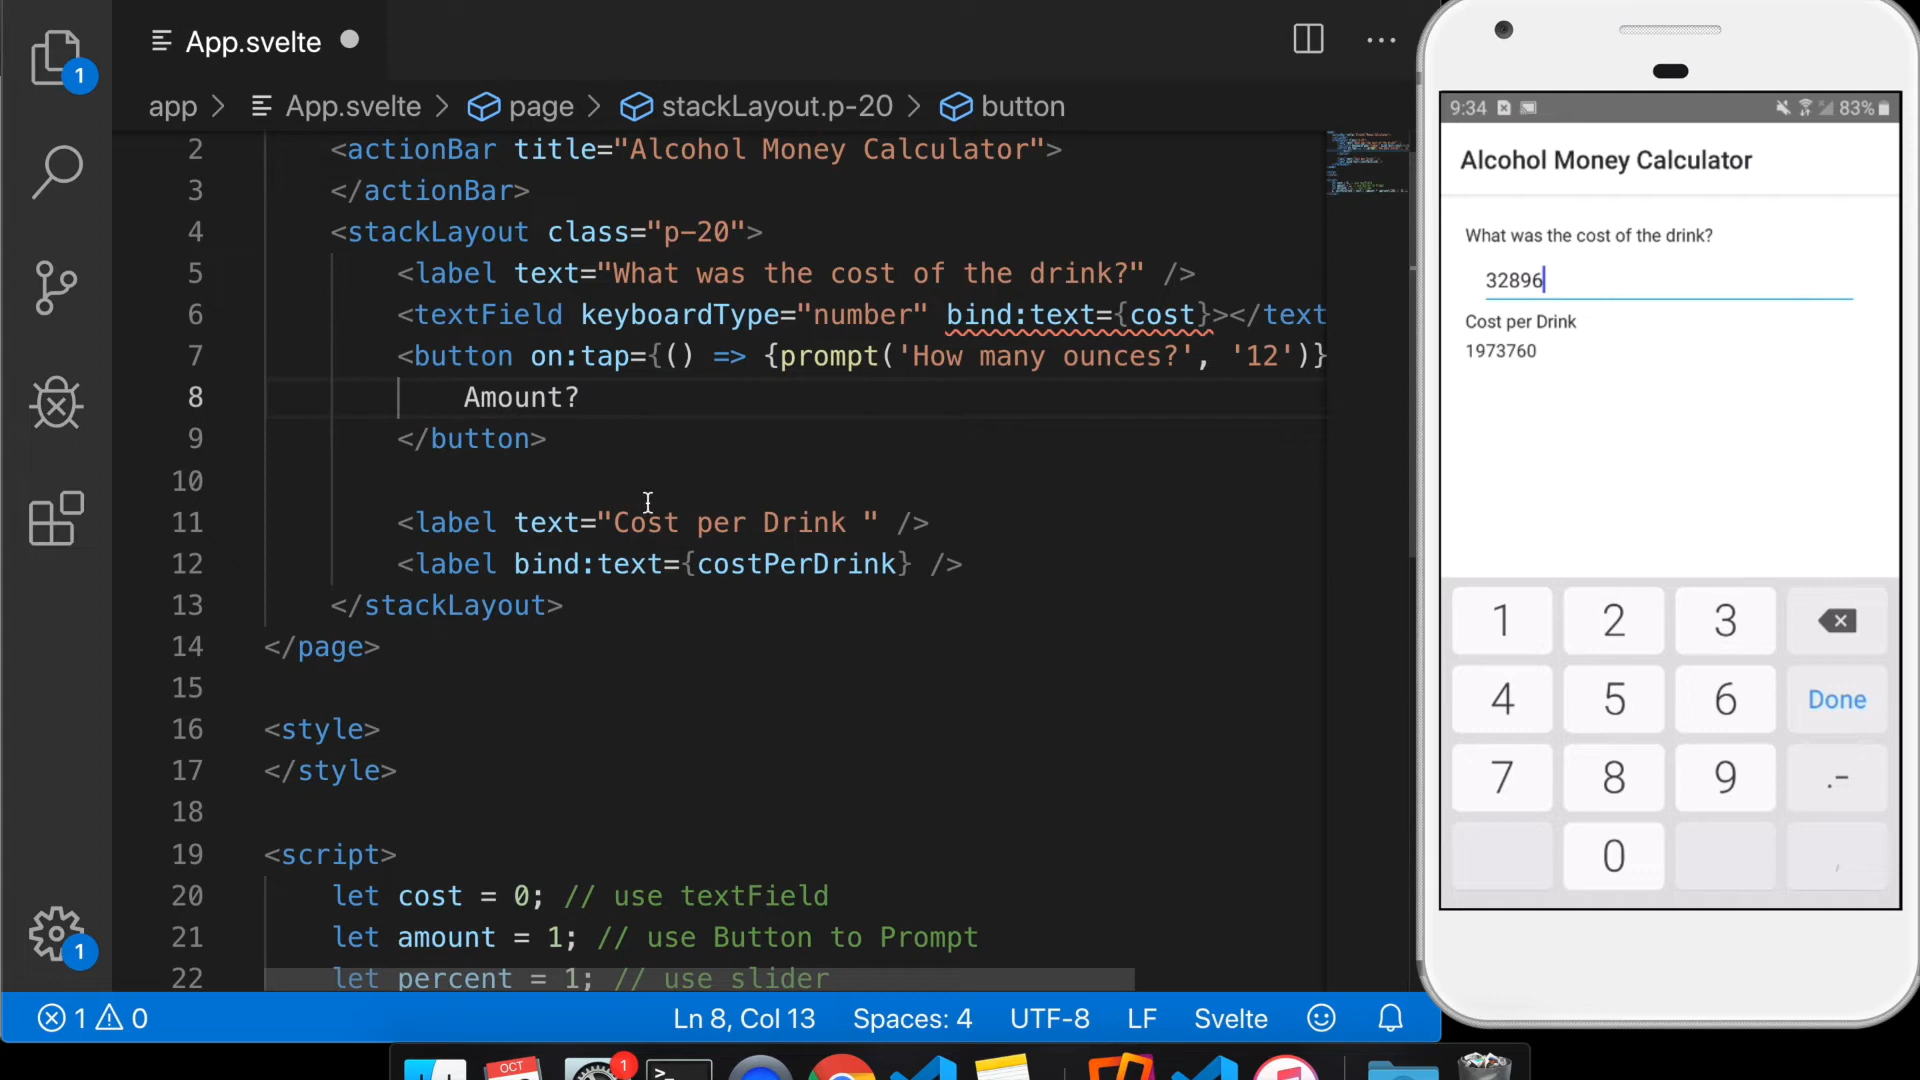 App.svelte
1
app > App.svelte > page > stackLayout.p-20 > button
2 <actionBar title="Alcohol Money Calculator">
3 </actionBar>
4 <stackLayout class="p-20">
5 <label text="What was the cost of the drink?" />
6 <textField keyboardType="number" bind:text={cost}></text
7 <button on:tap={() => {prompt('How many ounces?', '12')}
8 Amount?
9 </button>
10
11 <label text="Cost per Drink " />
12 <label bind:text={costPerDrink} />
13 </stackLayout>
14 </page>
15
16 <style>
17 </style>
18
19 <script>
20 let cost = 0; // use textField
21 let amount = 1; // use Button to Prompt
22 let percent = 1; // use slider
1
1 0
Ln 8, Col 13 Spaces: 4 UTF-8 LF Svelte
OCT
1
>_
9:34 83%
Alcohol Money Calculator
What was the cost of the drink?
32896
Cost per Drink
1973760
1 2 3
4 5 6 Done
7 8 9 .-
0 ,